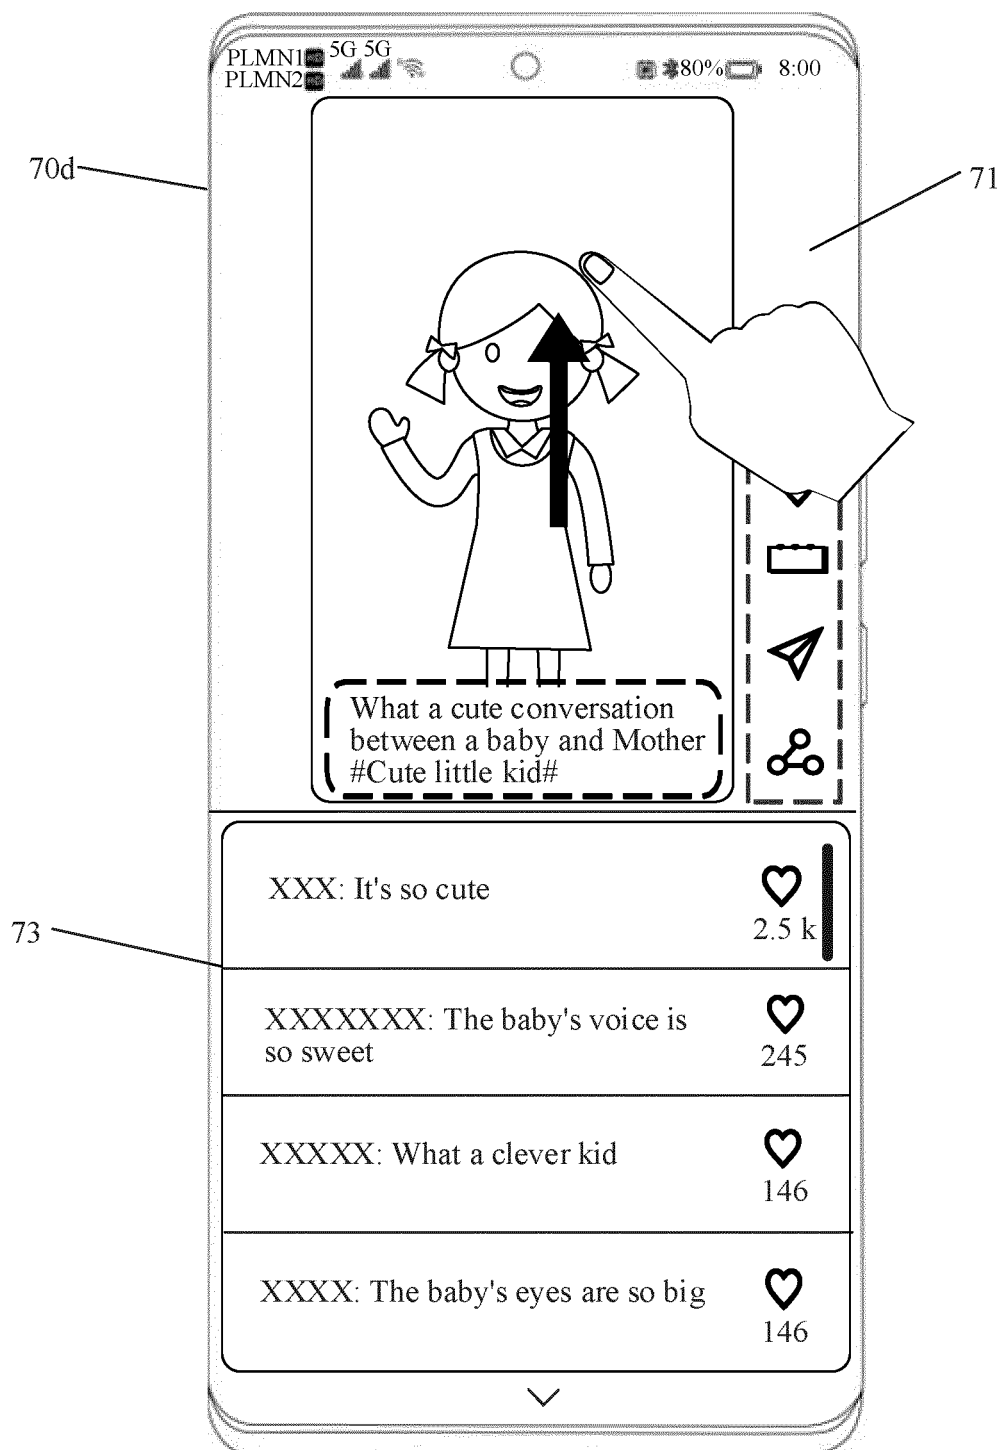 PLMN1 5G 5G 80% 8:00
PLMN2
70d
71
What a cute conversation
between a baby and Mother
#Cute little kid#
XXX: It's so cute
2.5 k
73
XXXXXXX: The baby's voice is
so sweet
245
XXXXX: What a clever kid
146
XXXX: The baby's eyes are so big
146